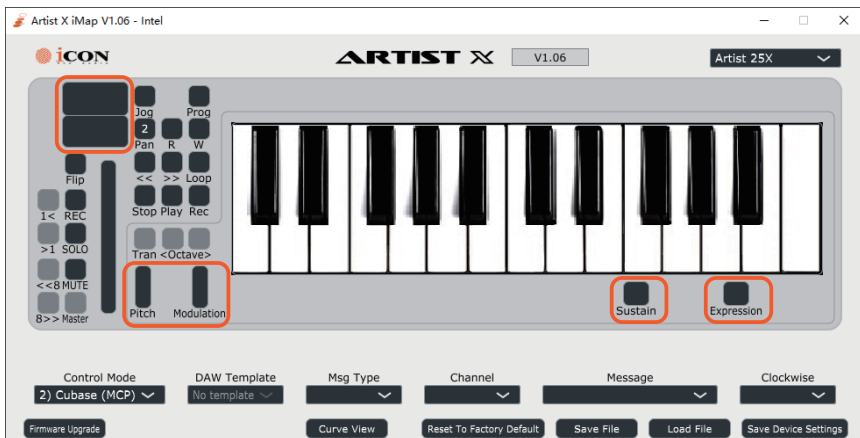 Artist X iMap V1.06 - Intel
iCON
ARTIST X
V1.06
Artist 25X
Jog
Prog
2
Pan
R
W
Flip
<<
>>
Loop
1<
REC
Stop
Play
Rec
>1
SOLO
Tran
<Octave>
<<8
MUTE
8>>
Master
Pitch
Modulation
Sustain
Expression
Control Mode
DAW Template
Msg Type
Channel
Message
Clockwise
2) Cubase (MCP)
No template
Firmware Upgrade
Curve View
Reset To Factory Default
Save File
Load File
Save Device Settings